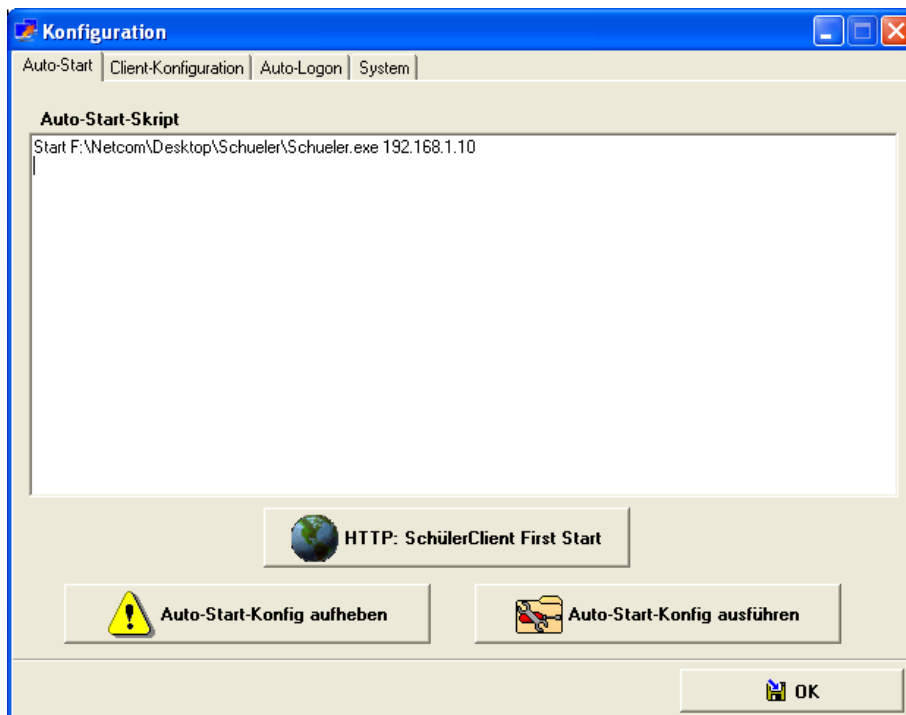 Konfiguration
Auto-Start Client-Konfiguration Auto-Logon System
Auto-Start-Skript
Start F:\Netcom\Desktop\Schueler\Schueler.exe 192.168.1.10
HTTP: SchülerClient First Start
Auto-Start-Konfig aufheben Auto-Start-Konfig ausführen
OK